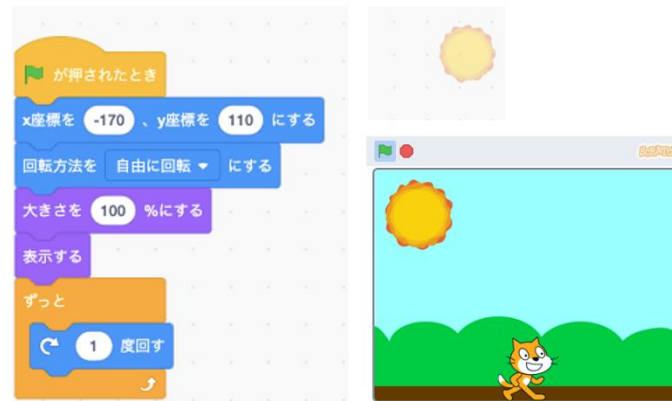 が押されたとき
x座標を -170 、y座標を 110 にする
回転方法を 自由に回転 にする
大きさを 100 %にする
表示する
ずっと
1 度回す